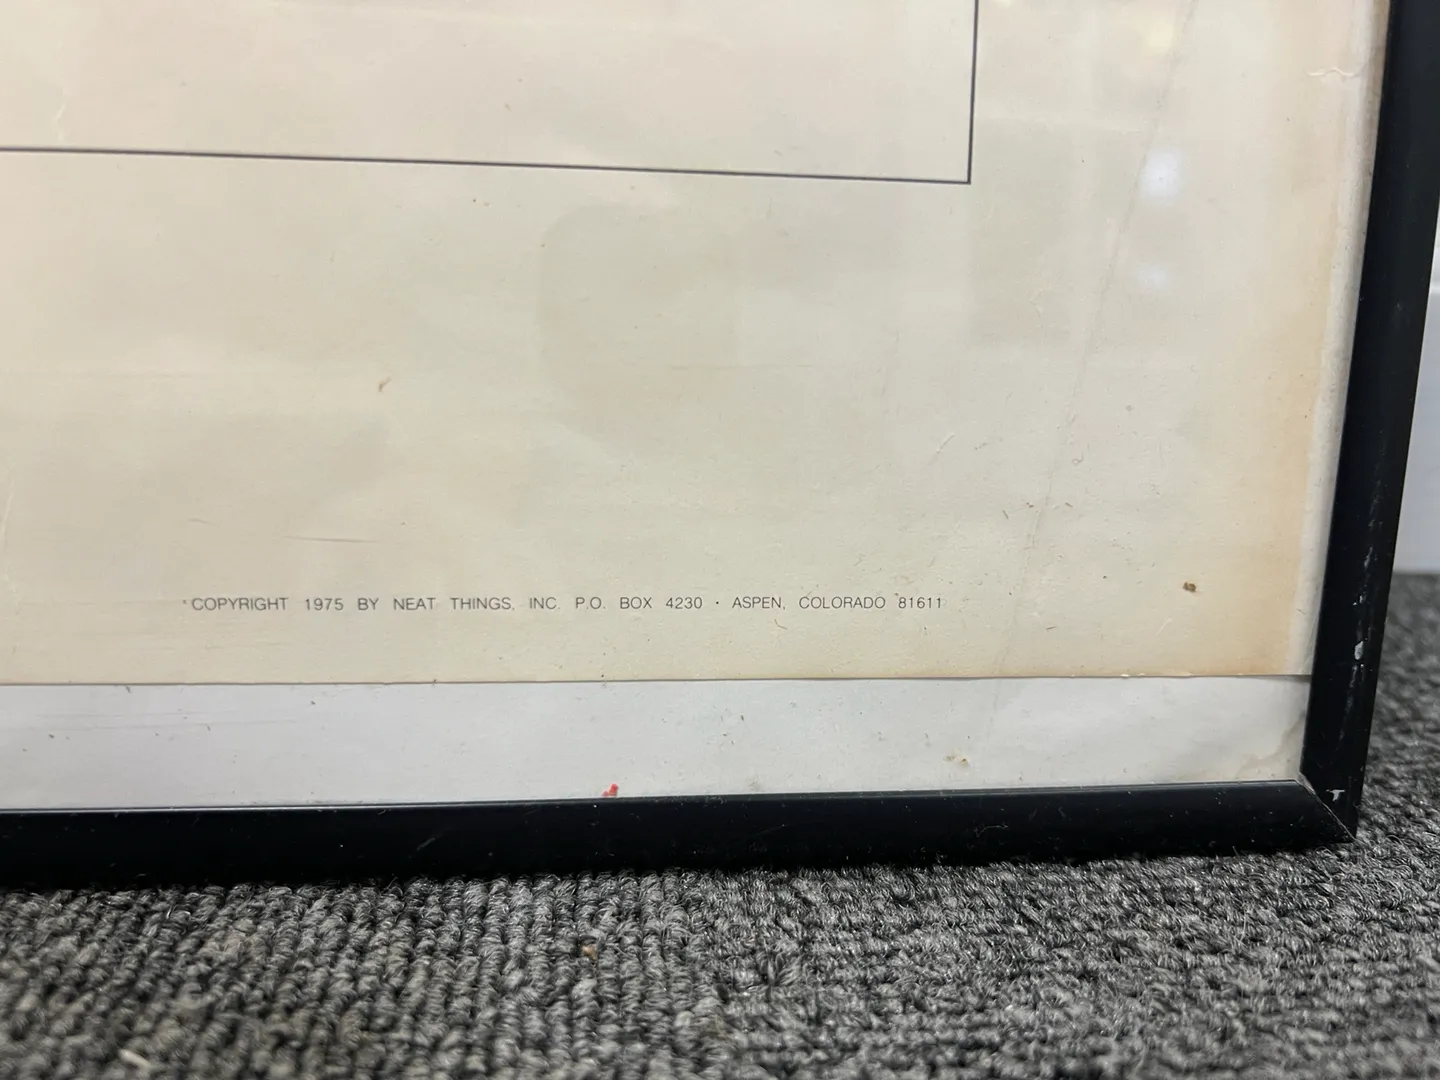 COPYRIGHT 1975 BY NEAT THINGS, INC. P.O. BOX 4230 · ASPEN, COLORADO 81611